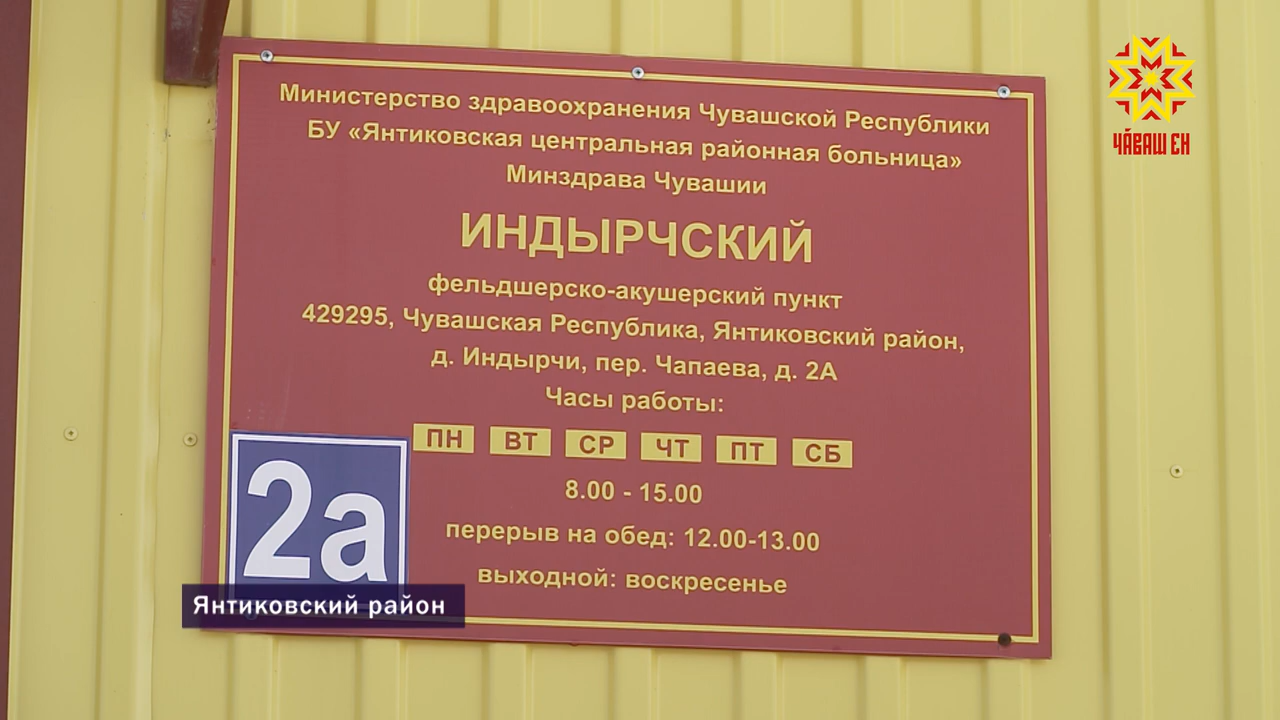 Министерство здравоохранения Чувашской Республики
БУ «Янтиковская центральная районная больница»
Минздрава Чувашии
ИНДЫРЧСКИЙ
фельдшерско-акушерский пункт
429295, Чувашская Республика, Янтиковский район,
д. Индырчи, пер. Чапаева, д. 2А
Часы работы:
ПН ВТ СР ЧТ ПТ СБ
8.00 - 15.00
перерыв на обед: 12.00-13.00
выходной: воскресенье
2а
Янтиковский район
ЧӐВАШ ЕН